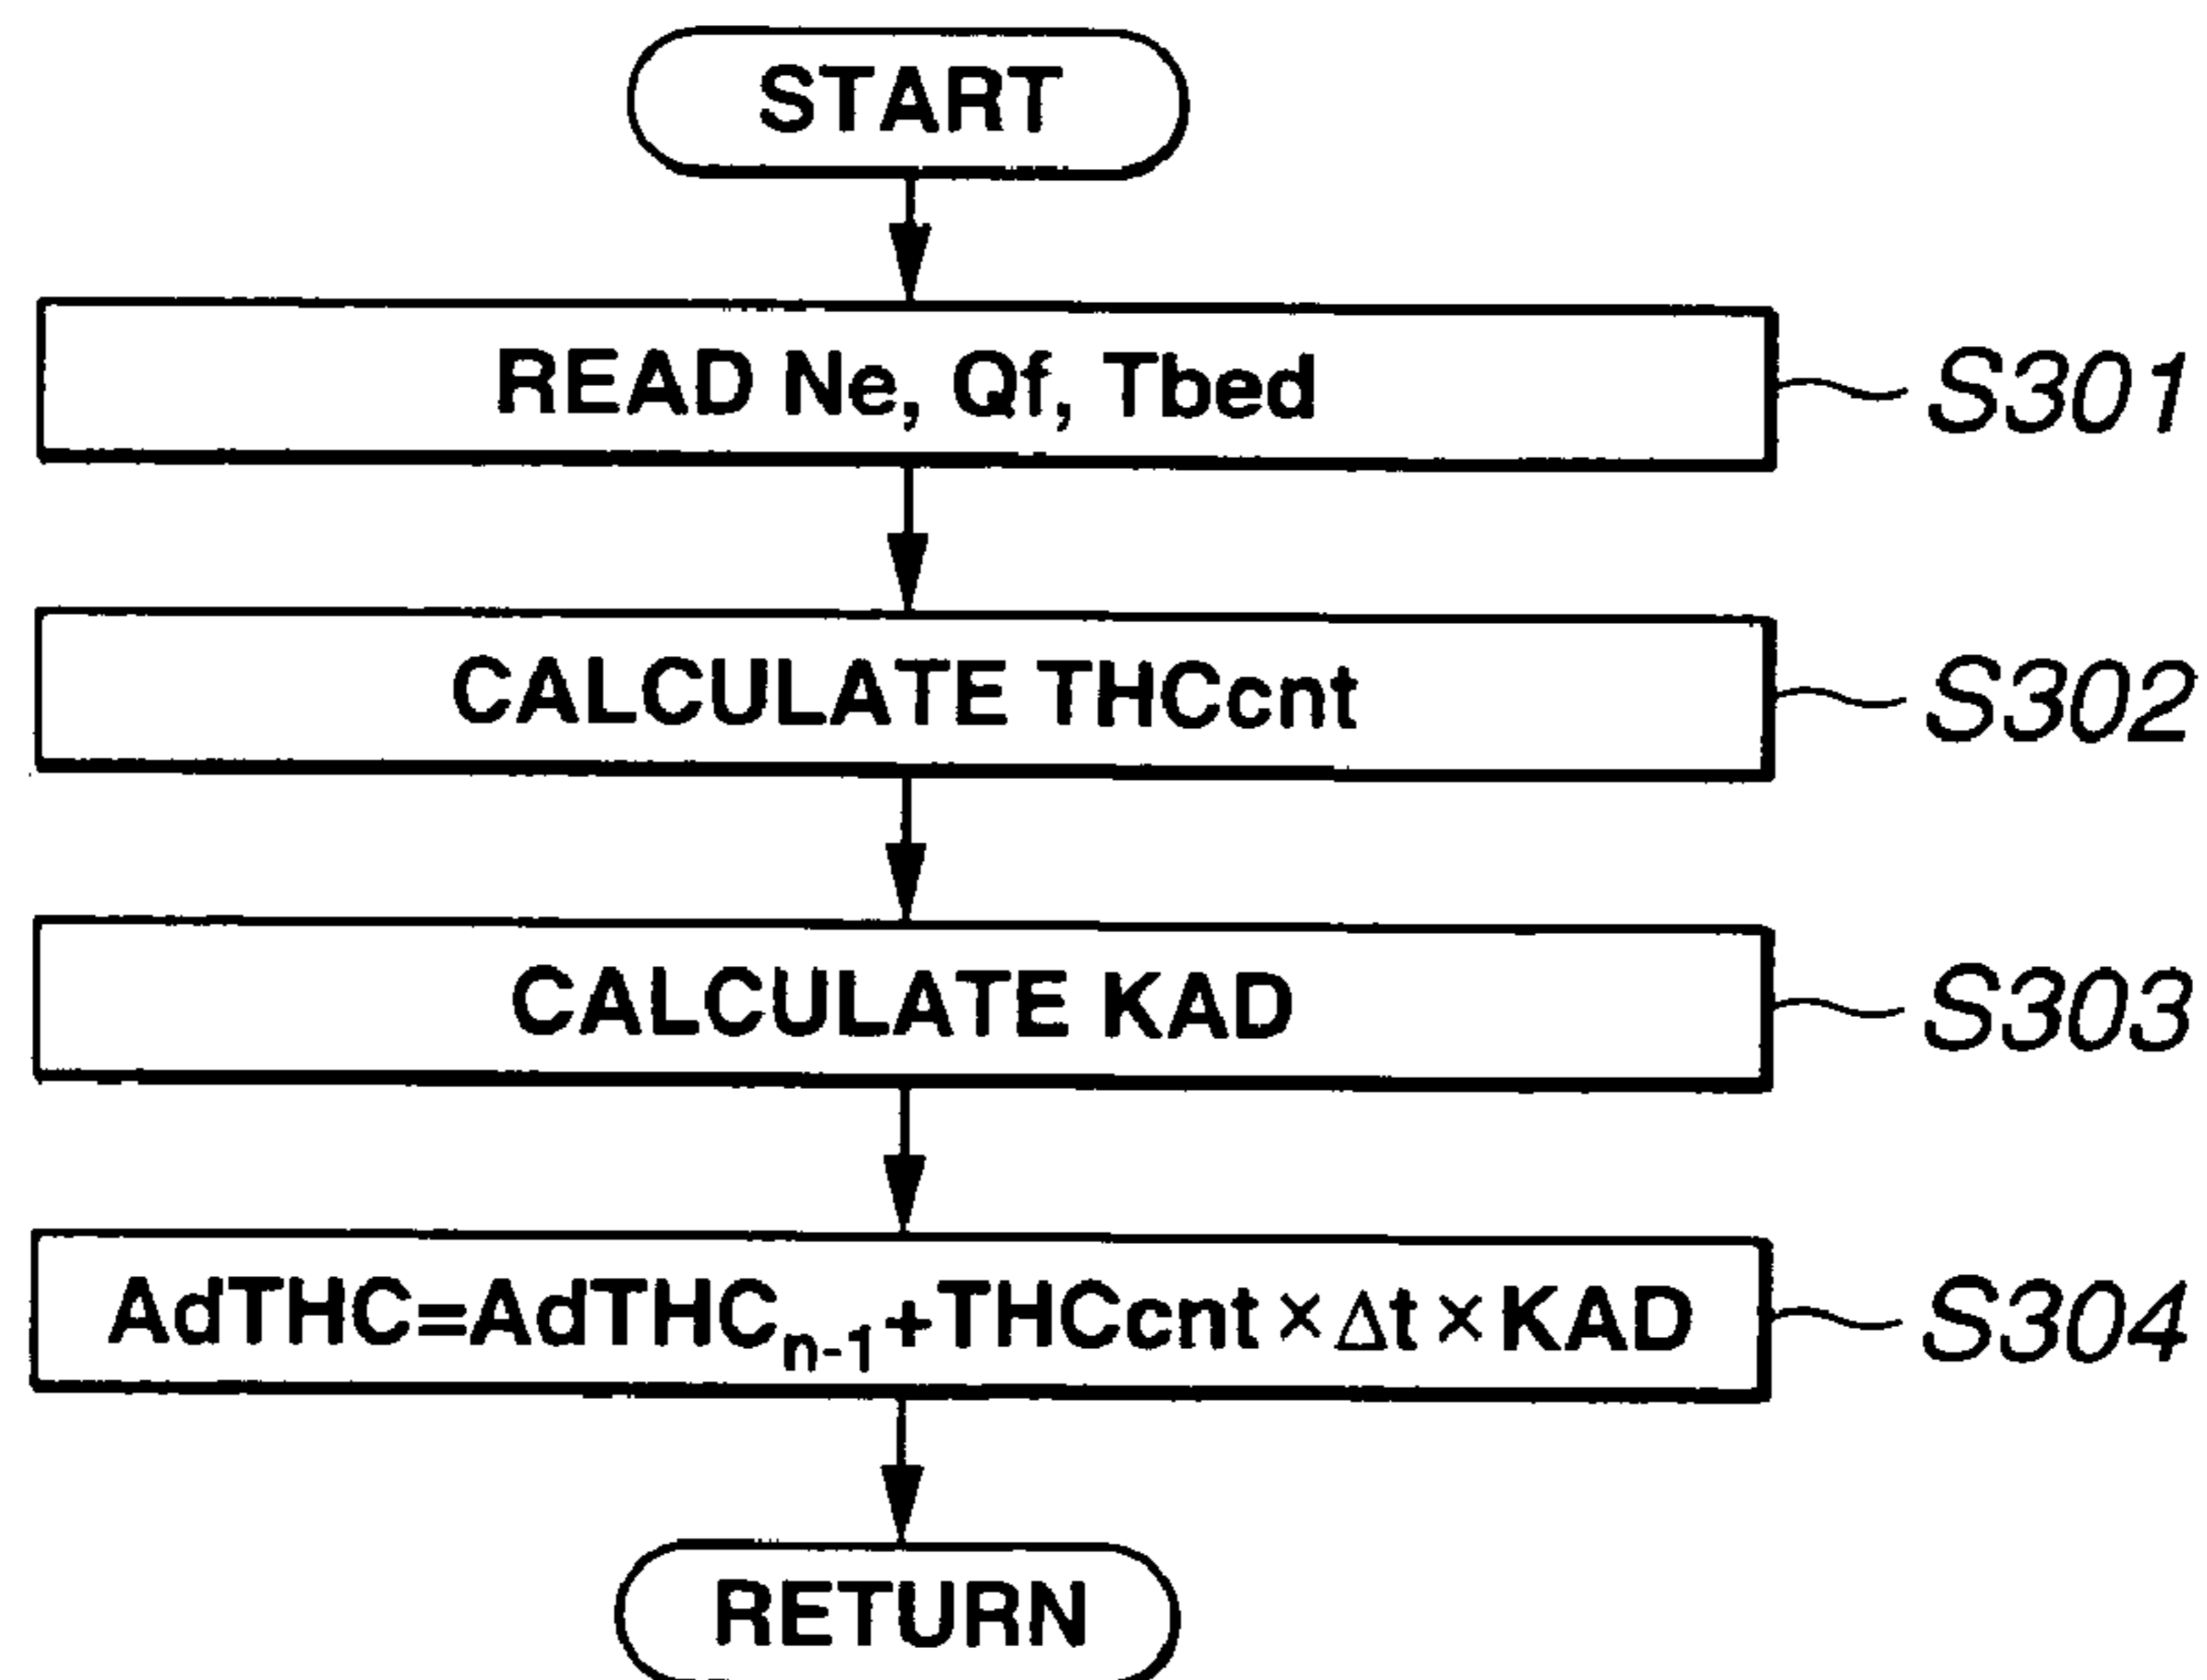 START
READ Ne, Qf, Tbed
S301
CALCULATE THCcnt
S302
CALCULATE KAD
S303
AdTHC=AdTHCn-1+THCcnt×Δt×KAD
S304
RETURN